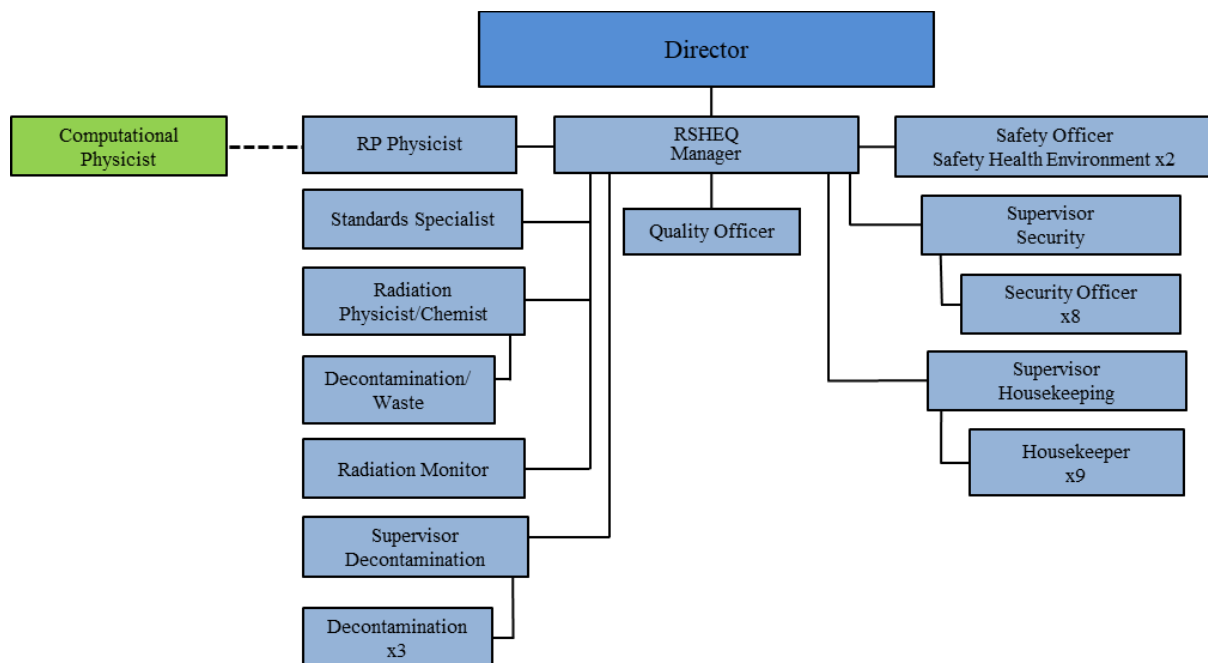 Director
Computational
Physicist
RP Physicist
RSHEQ
Manager
Safety Officer
Safety Health Environment x2
Standards Specialist
Quality Officer
Supervisor
Security
Radiation
Physicist/Chemist
Security Officer
x8
Decontamination/
Waste
Supervisor
Housekeeping
Radiation Monitor
Housekeeper
x9
Supervisor
Decontamination
Decontamination
x3